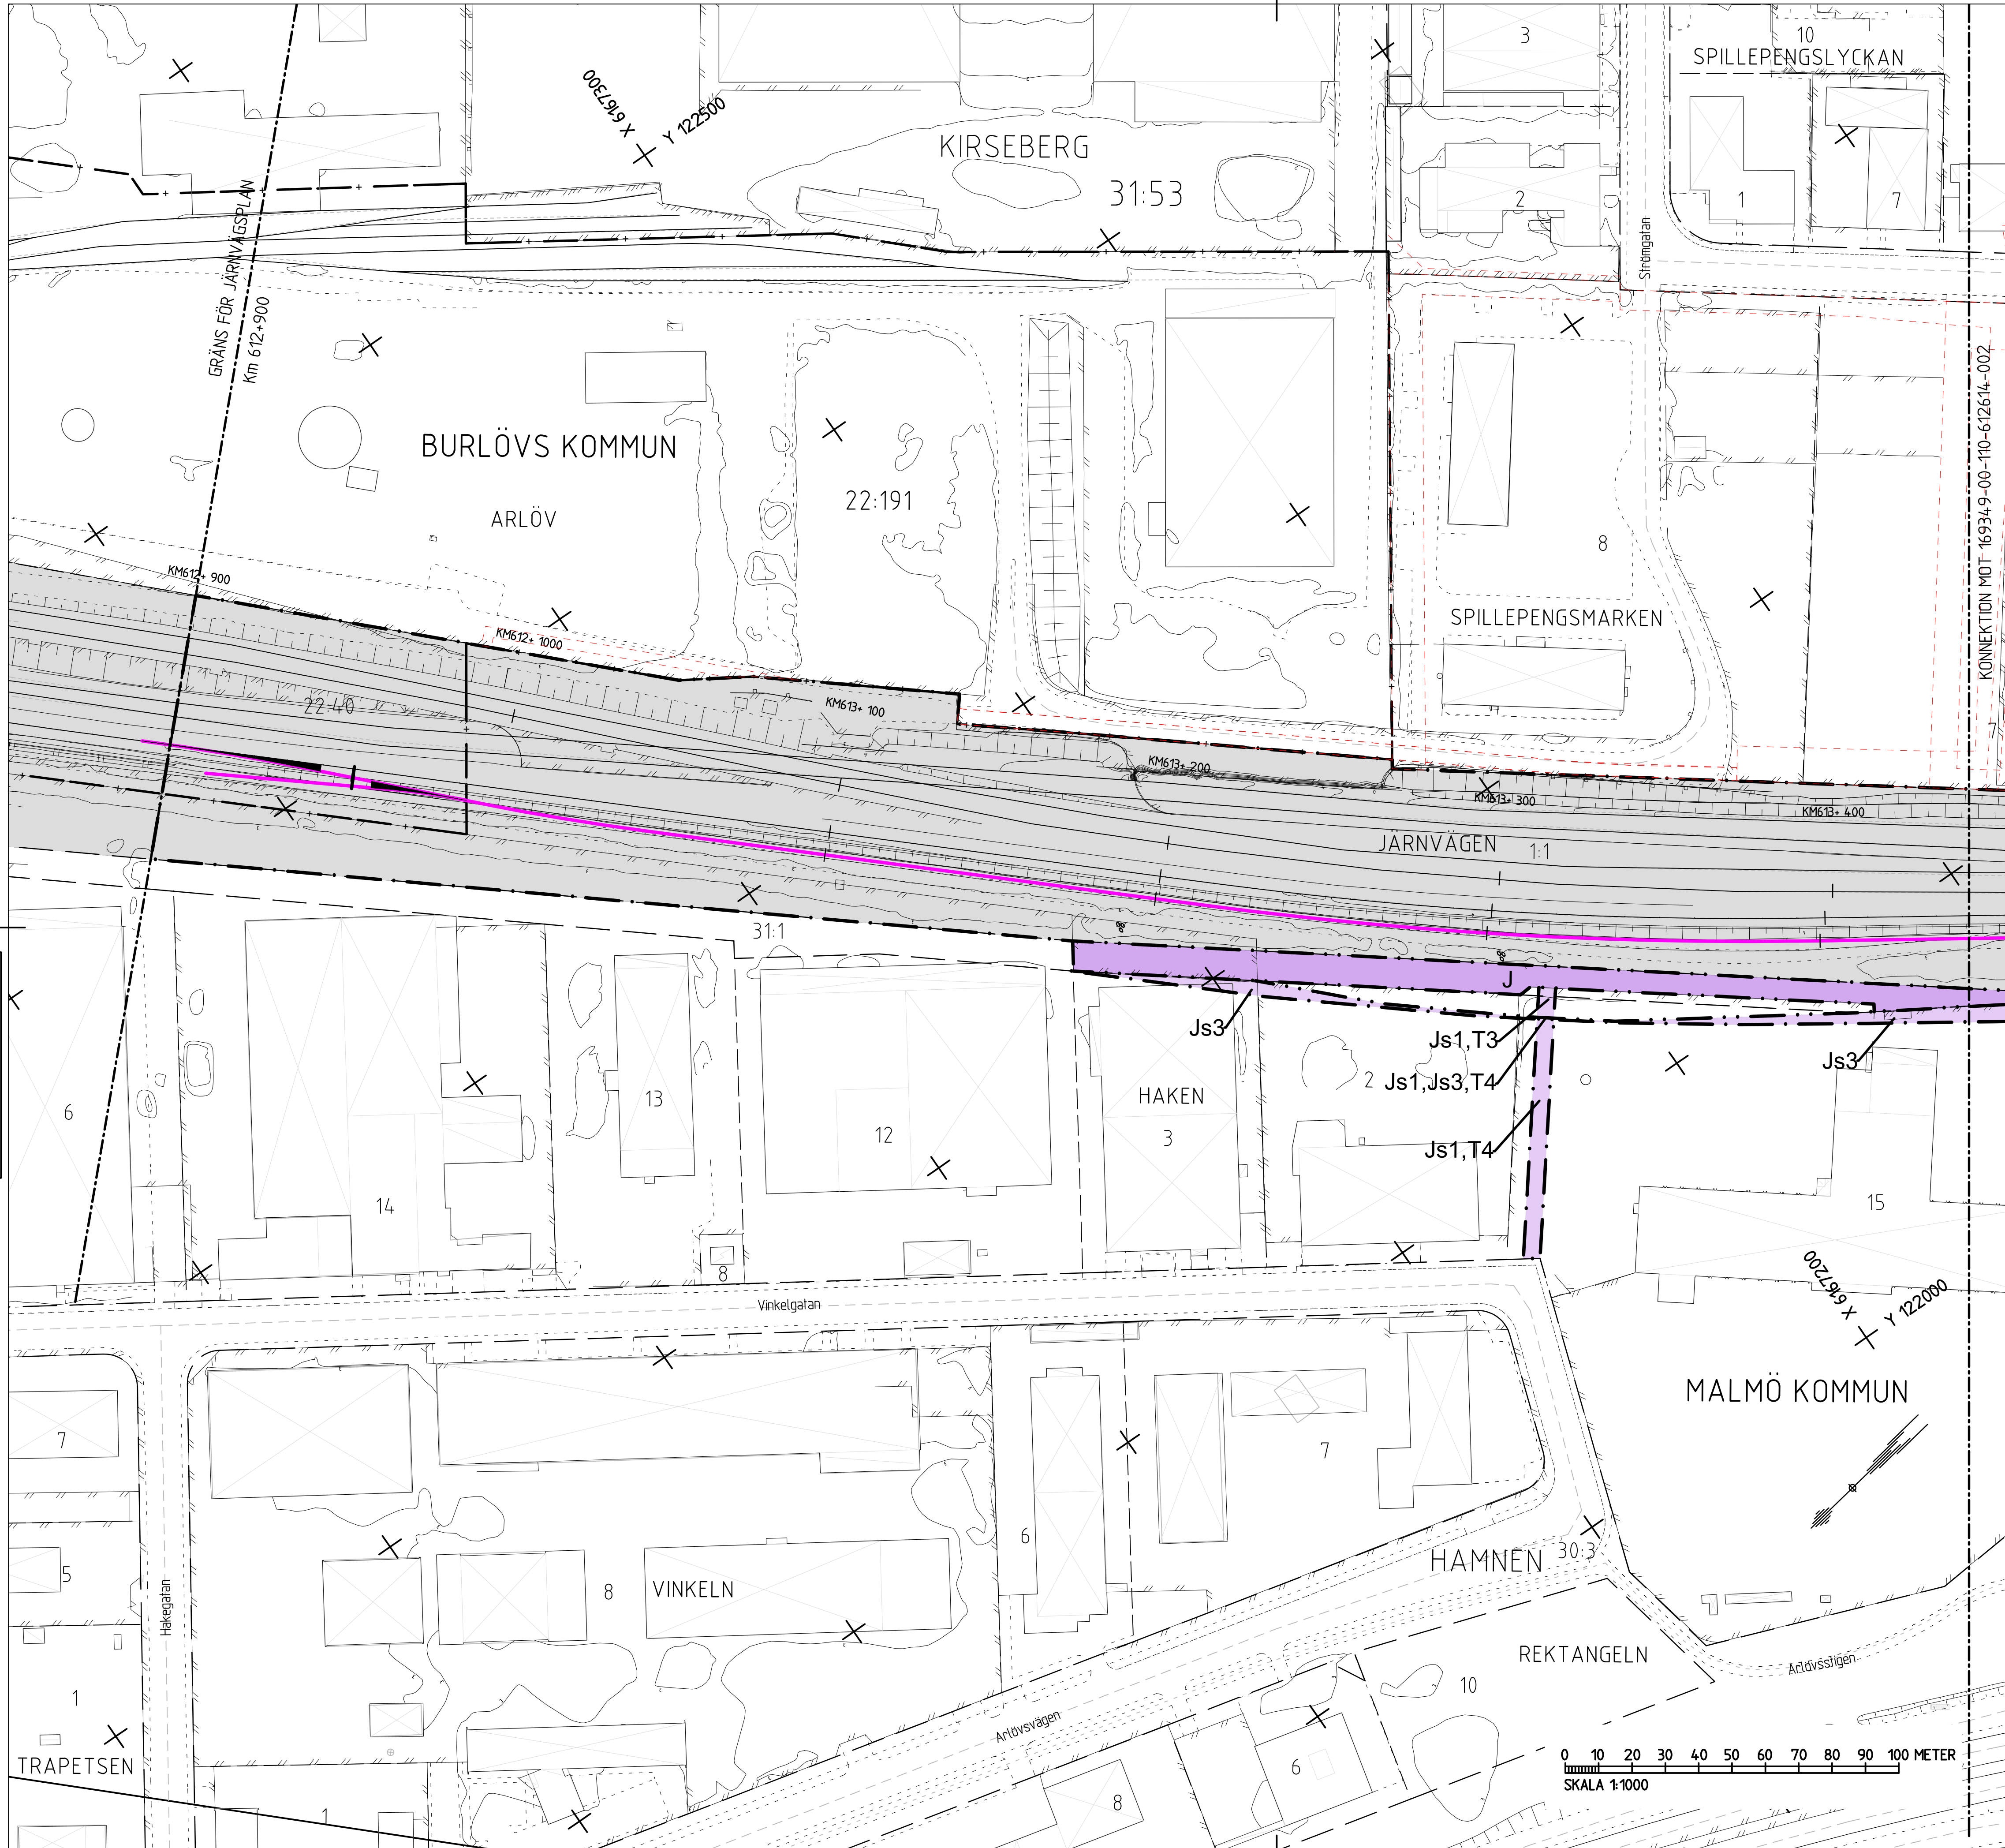 10
SPILLEPENGSLYCKAN
3
X 6167300
Y 122500
KIRSEBERG
31:53
2
1
7
Strömgatan
GRÄNS FÖR JÄRNVÄGSPLAN
Km 612+900
BURLÖVS KOMMUN
ARLÖV
22:191
8
SPILLEPENGSMARKEN
KONNEKTION MOT 169349-00-110-612614-002
7
KM612+ 900
KM612+ 1000
22:40
KM613+ 100
KM613+ 200
KM613+ 300
KM613+ 400
JÄRNVÄGEN
1:1
31:1
J
Js3
Js1,T3
Js1,Js3,T4
Js3
Js1,T4
6
14
13
12
HAKEN
3
2
15
8
Vinkelgatan
X 6167200
Y 122000
MALMÖ KOMMUN
7
5
1
Hakegatan
8
VINKELN
6
7
HAMNEN
30:3
REKTANGELN
10
Arlövsstigen
Arlövsvägen
TRAPETSEN
1
6
8
0 10 20 30 40 50 60 70 80 90 100 METER
SKALA 1:1000